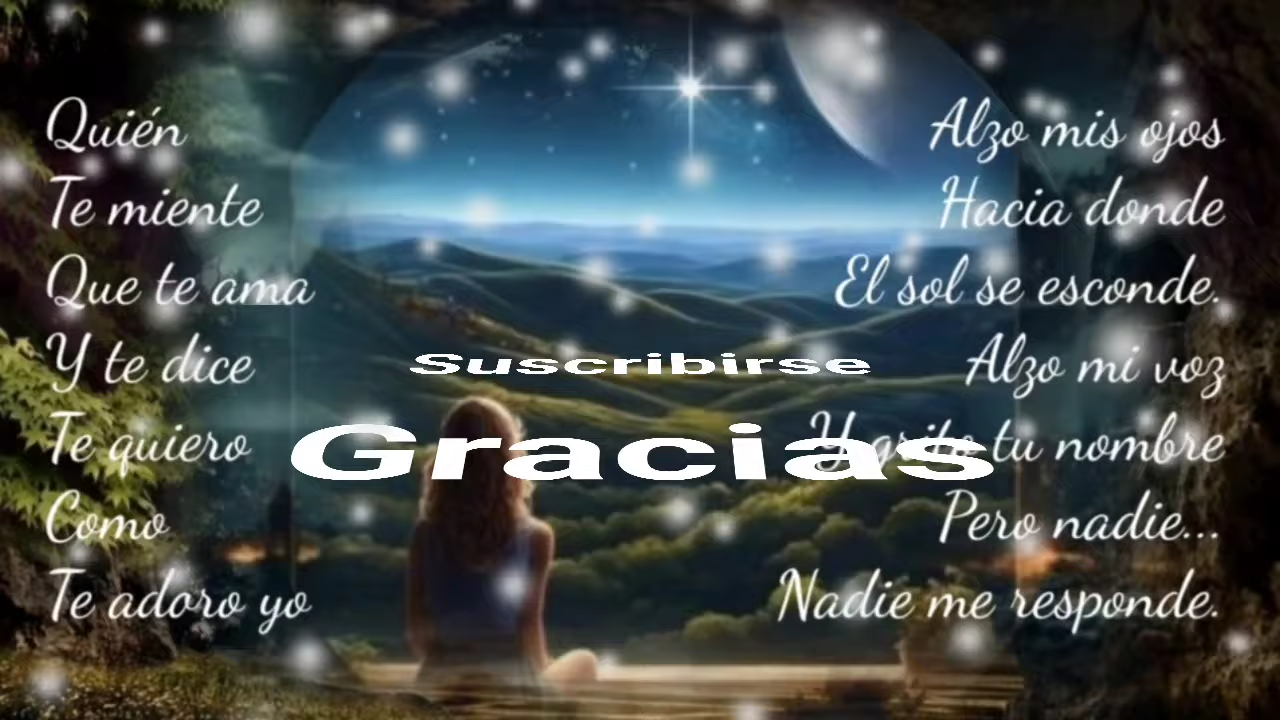 Quién
Te miente
Que te ama
Y te dice
Te quiero
Como
Te adoro yo
Alzo mis ojos
Hacia donde
El sol se esconde.
Alzo mi voz
Y grito tu nombre
Pero nadie...
Nadie me responde.
Suscribirse
Gracias